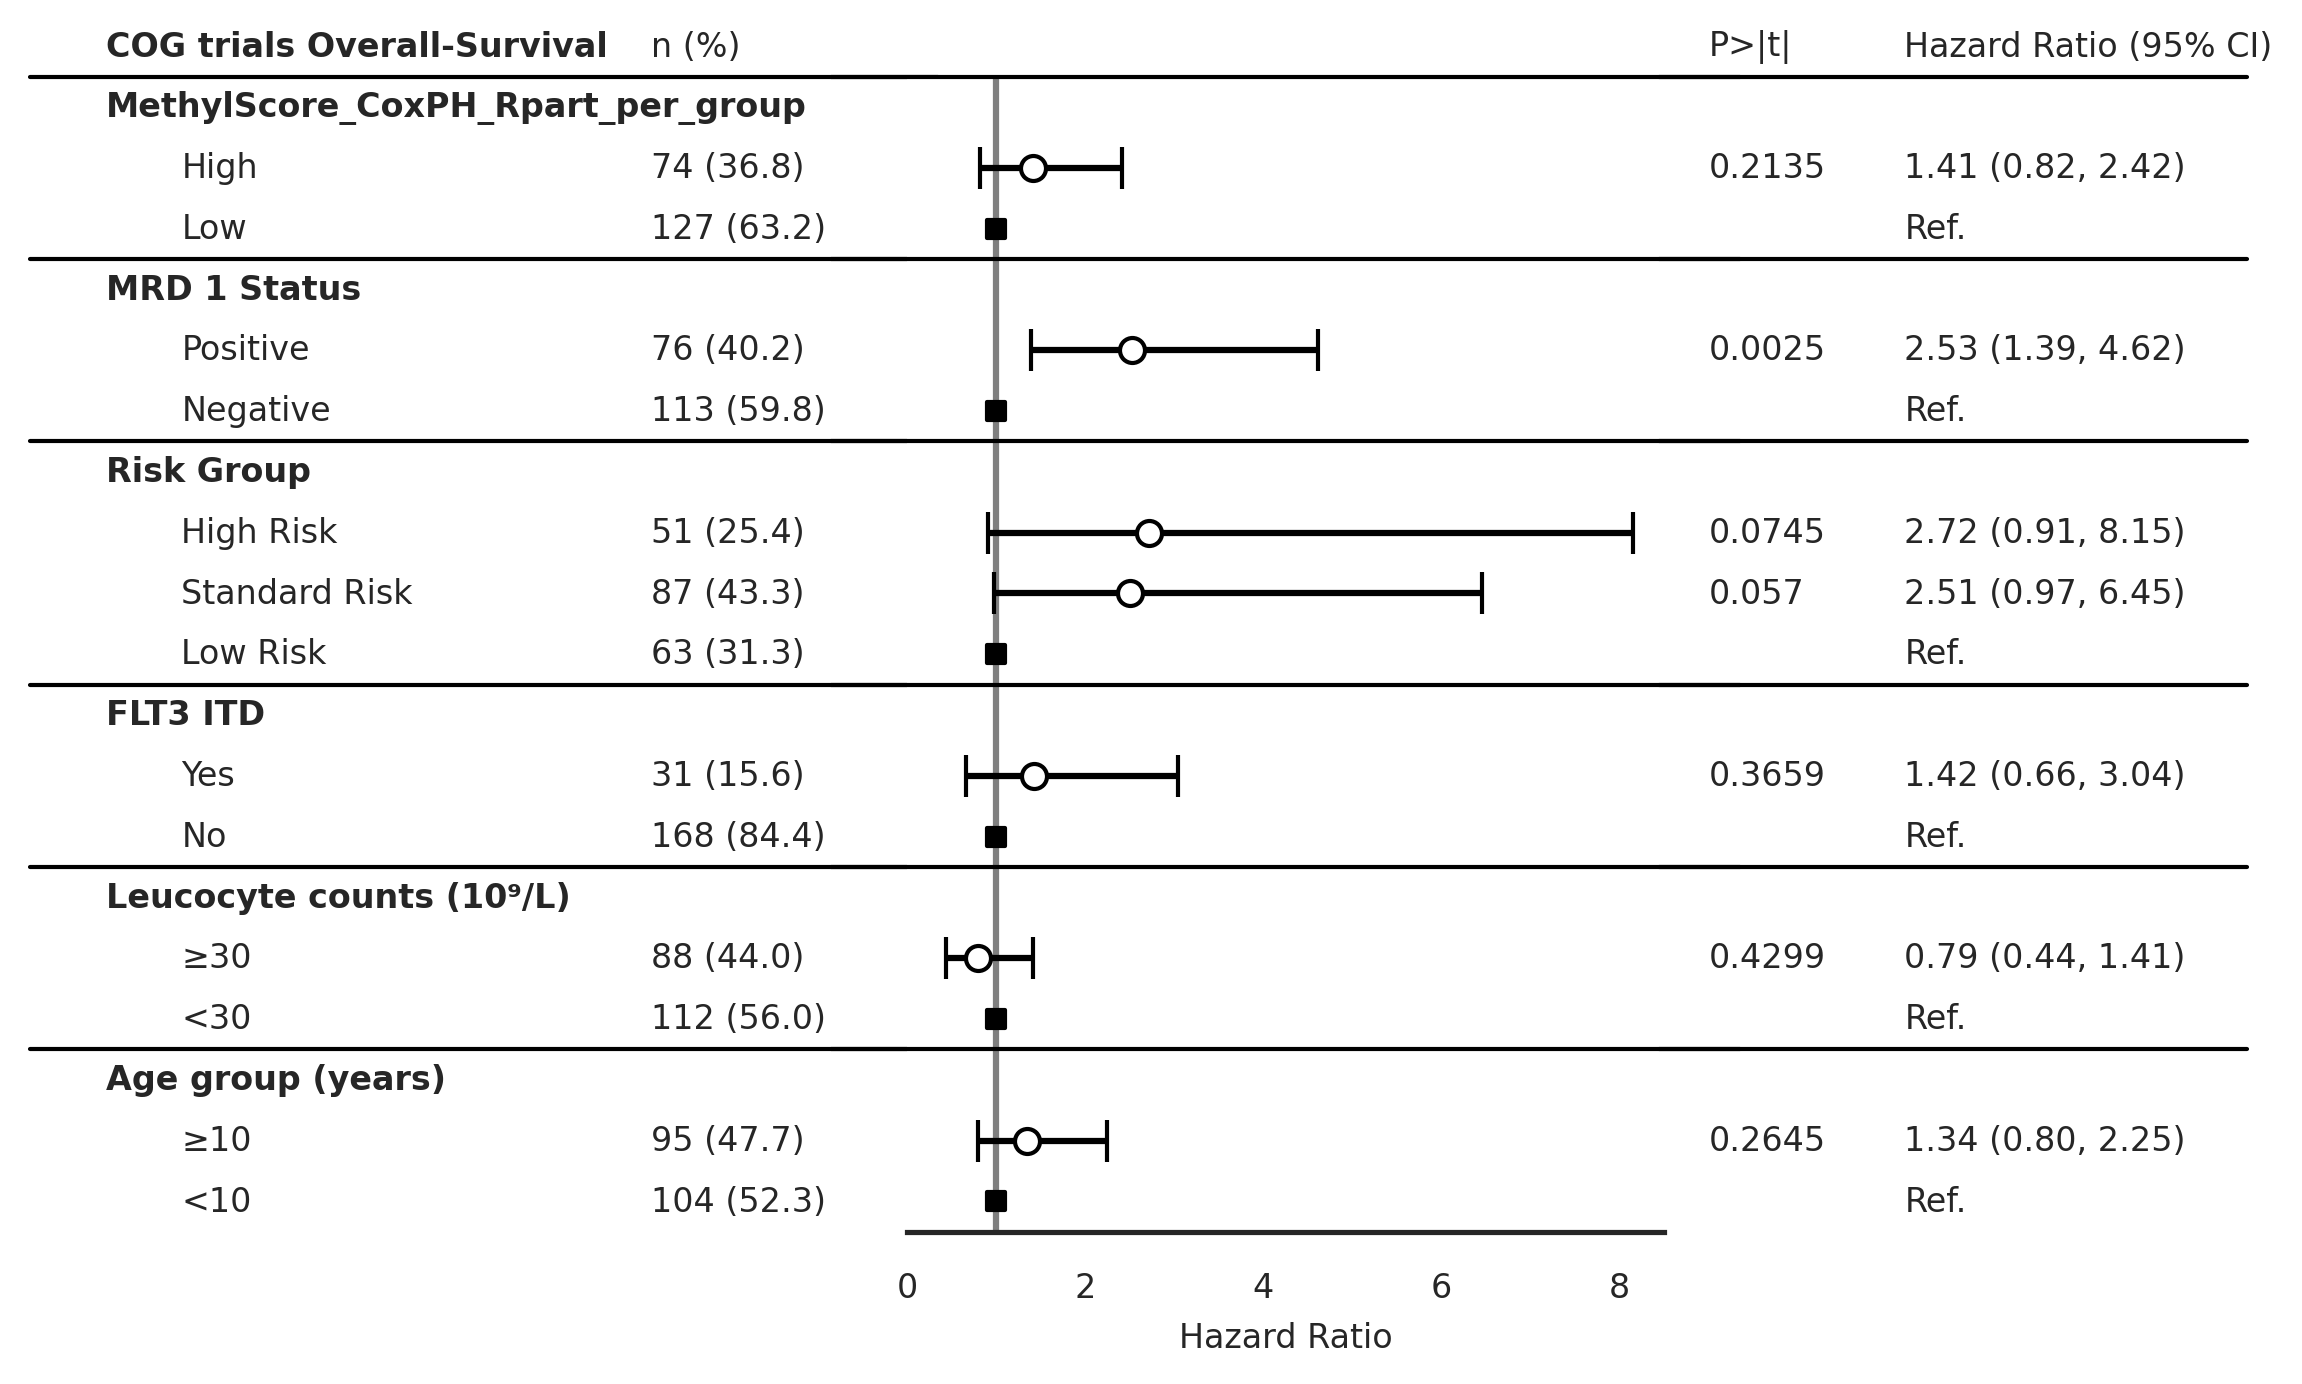 COG trials Overall-Survival n (%) P>|t| Hazard Ratio (95% CI)
MethylScore_CoxPH_Rpart_per_group
High 74 (36.8) 0.2135 1.41 (0.82, 2.42)
Low 127 (63.2) Ref.
MRD 1 Status
Positive 76 (40.2) 0.0025 2.53 (1.39, 4.62)
Negative 113 (59.8) Ref.
Risk Group
High Risk 51 (25.4) 0.0745 2.72 (0.91, 8.15)
Standard Risk 87 (43.3) 0.057 2.51 (0.97, 6.45)
Low Risk 63 (31.3) Ref.
FLT3 ITD
Yes 31 (15.6) 0.3659 1.42 (0.66, 3.04)
No 168 (84.4) Ref.
Leucocyte counts (10⁹/L)
≥30 88 (44.0) 0.4299 0.79 (0.44, 1.41)
<30 112 (56.0) Ref.
Age group (years)
≥10 95 (47.7) 0.2645 1.34 (0.80, 2.25)
<10 104 (52.3) Ref.
0 2 4 6 8
Hazard Ratio